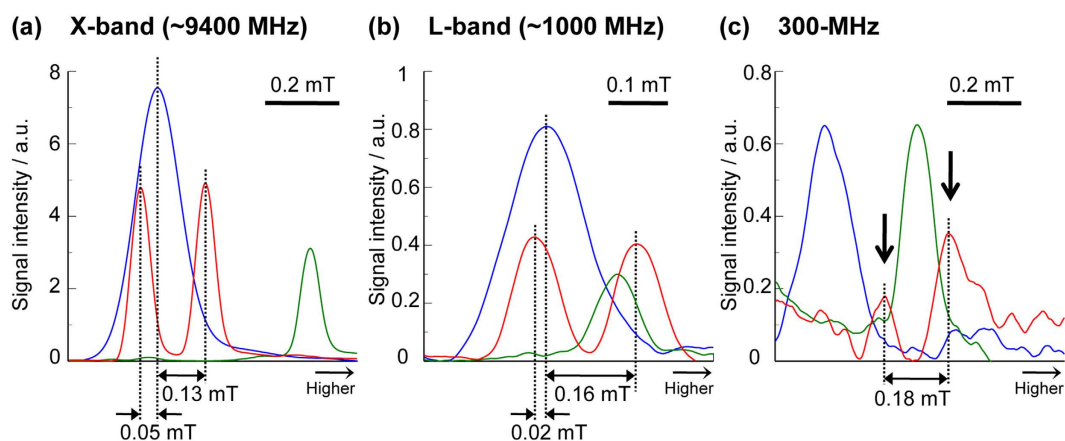 (a) X-band (~9400 MHz)
0.2 mT
Signal intensity / a.u.
8
6
4
2
0
Higher
0.13 mT
0.05 mT
(b) L-band (~1000 MHz)
0.1 mT
Signal intensity / a.u.
1
0.8
0.6
0.4
0.2
0
Higher
0.16 mT
0.02 mT
(c) 300-MHz
0.2 mT
Signal intensity / a.u.
0.8
0.6
0.4
0.2
0
Higher
0.18 mT